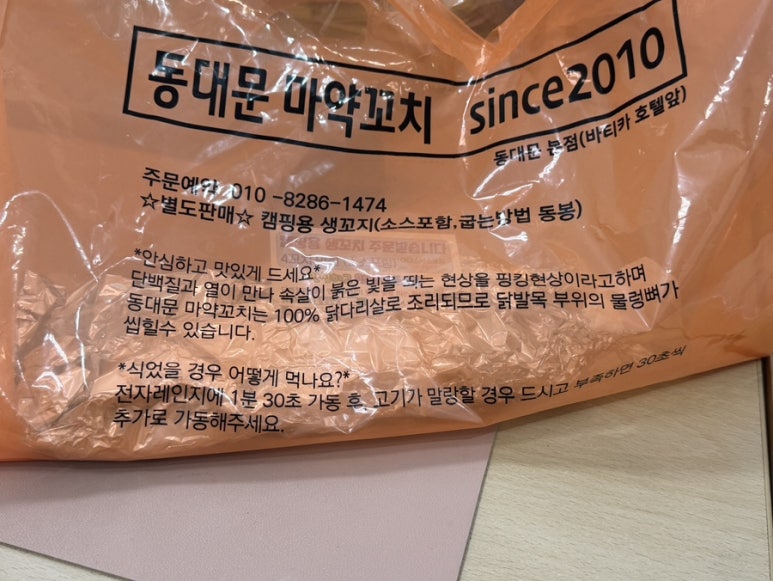 동대문 마약꼬치 since2010
동대문 본점(바티카 호텔앞)
주문예약 010 -8286-1474
☆별도판매☆ 캠핑용 생꼬지(소스포함,굽는방법 동봉)
*안심하고 맛있게 드세요*
단백질과 열이 만나 속살이 붉은 빛을 띄는 현상을 핑킹현상이라고하며
동대문 마약꼬치는 100% 닭다리살로 조리되므로 닭발목 부위의 물렁뼈가
씹힐수 있습니다.
*식었을 경우 어떻게 먹나요?*
전자레인지에 1분 30초 가동 후, 고기가 말랑할 경우 드시고 부족하면 30초씩
추가로 가동해주세요.